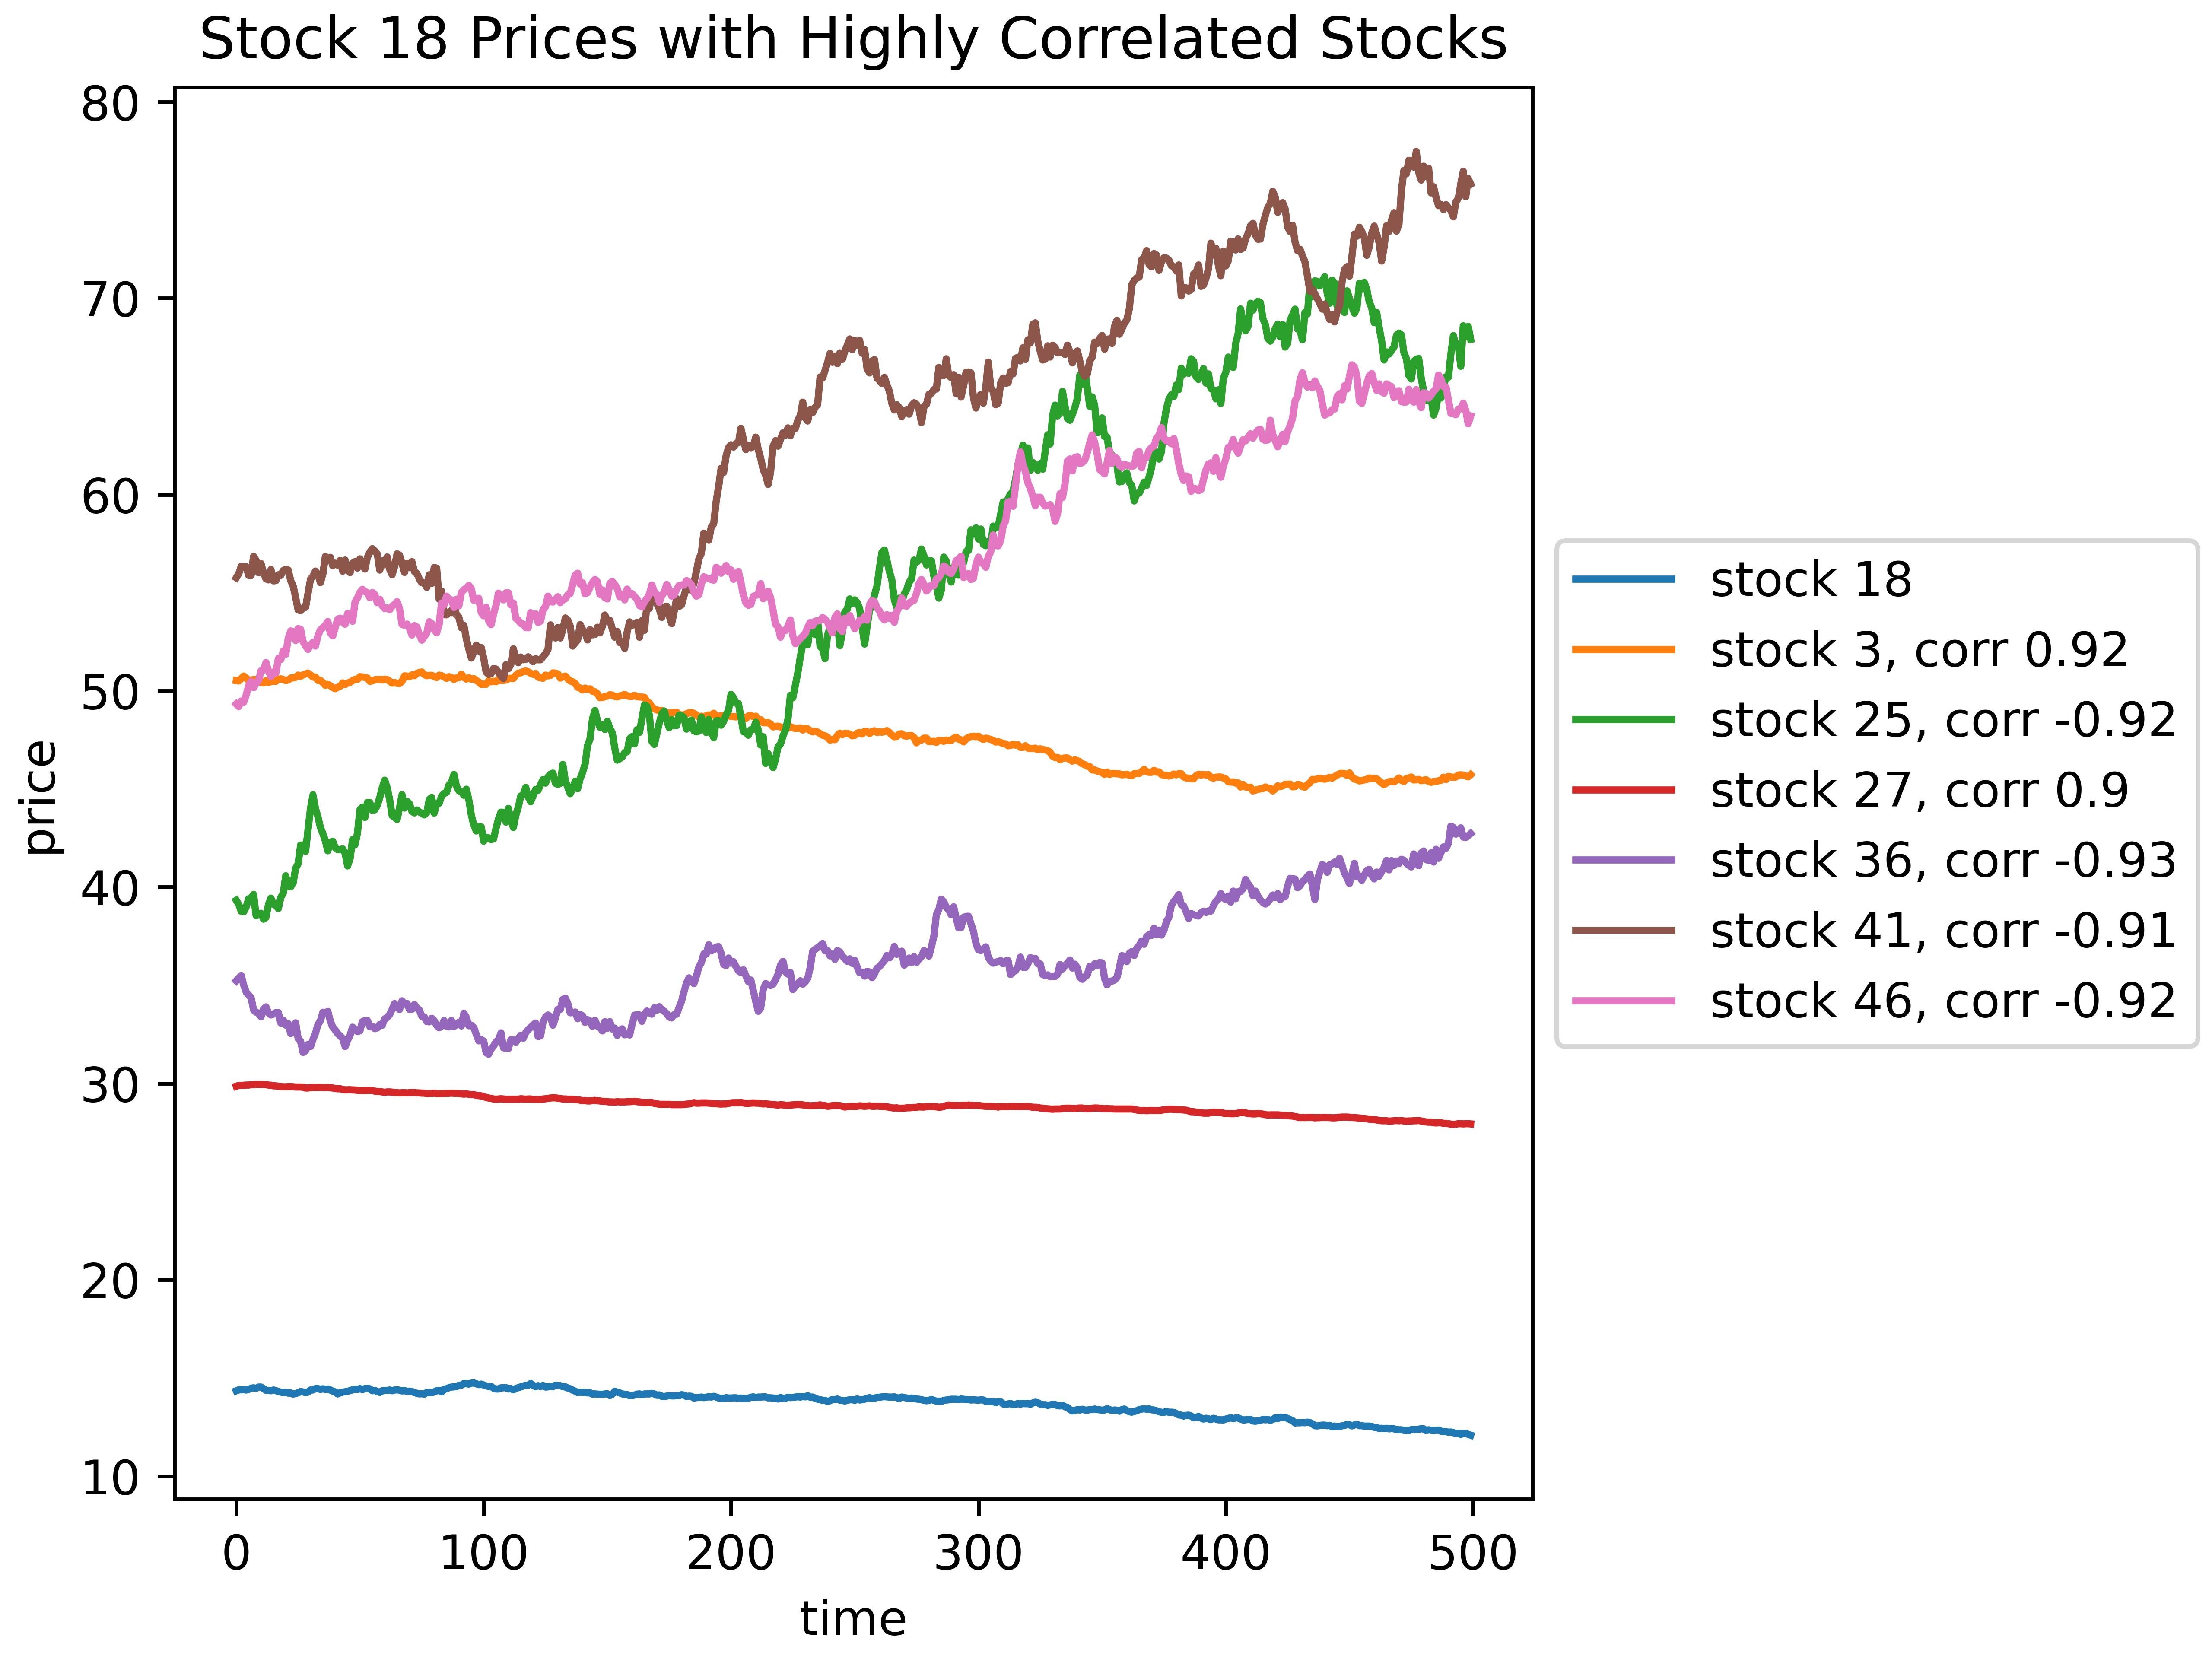 Stock 18 Prices with Highly Correlated Stocks
80
70
60
50
40
30
20
10
price
0 100 200 300 400 500
time
stock 18
stock 3, corr 0.92
stock 25, corr -0.92
stock 27, corr 0.9
stock 36, corr -0.93
stock 41, corr -0.91
stock 46, corr -0.92